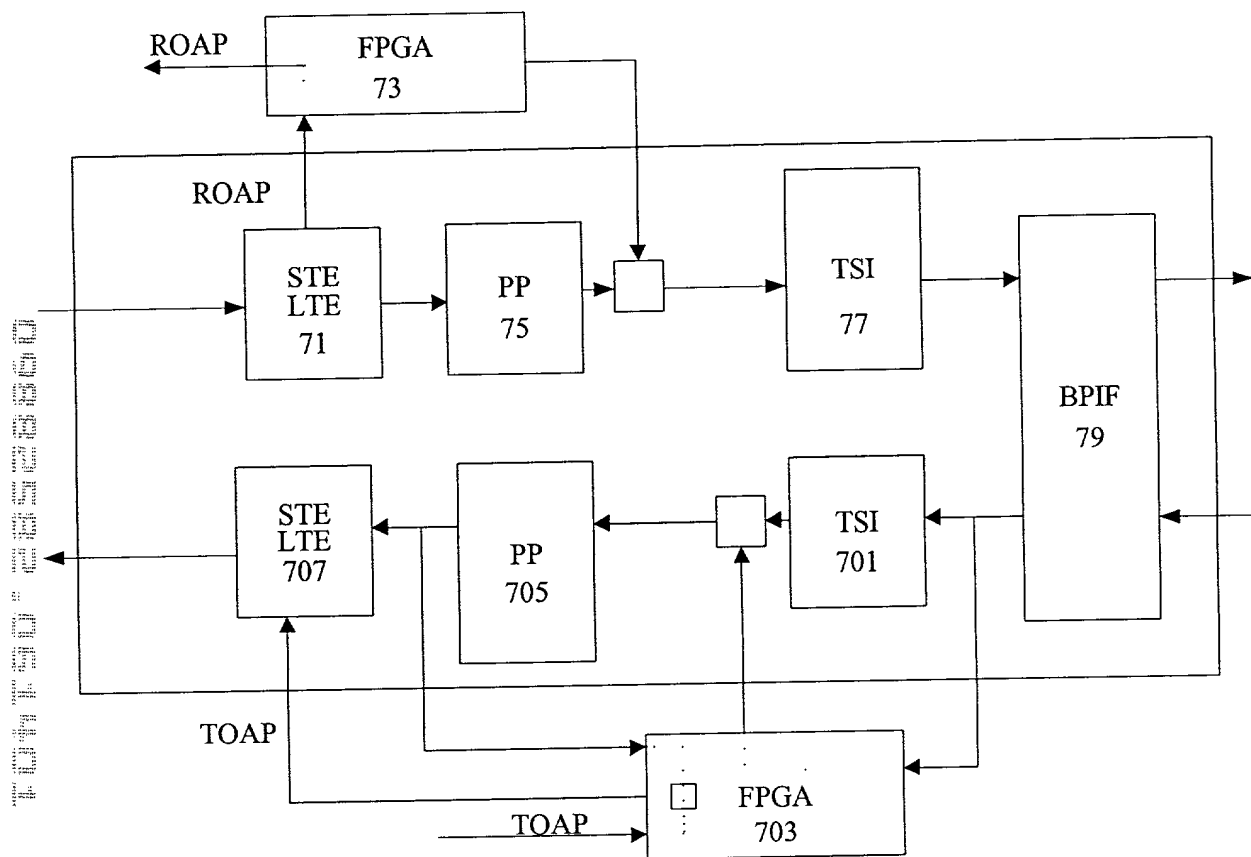 ROAP
FPGA
73
ROAP
STE
LTE
71
PP
75
TSI
77
BPIF
79
STE
LTE
707
PP
705
TSI
701
TOAP
FPGA
703
TOAP